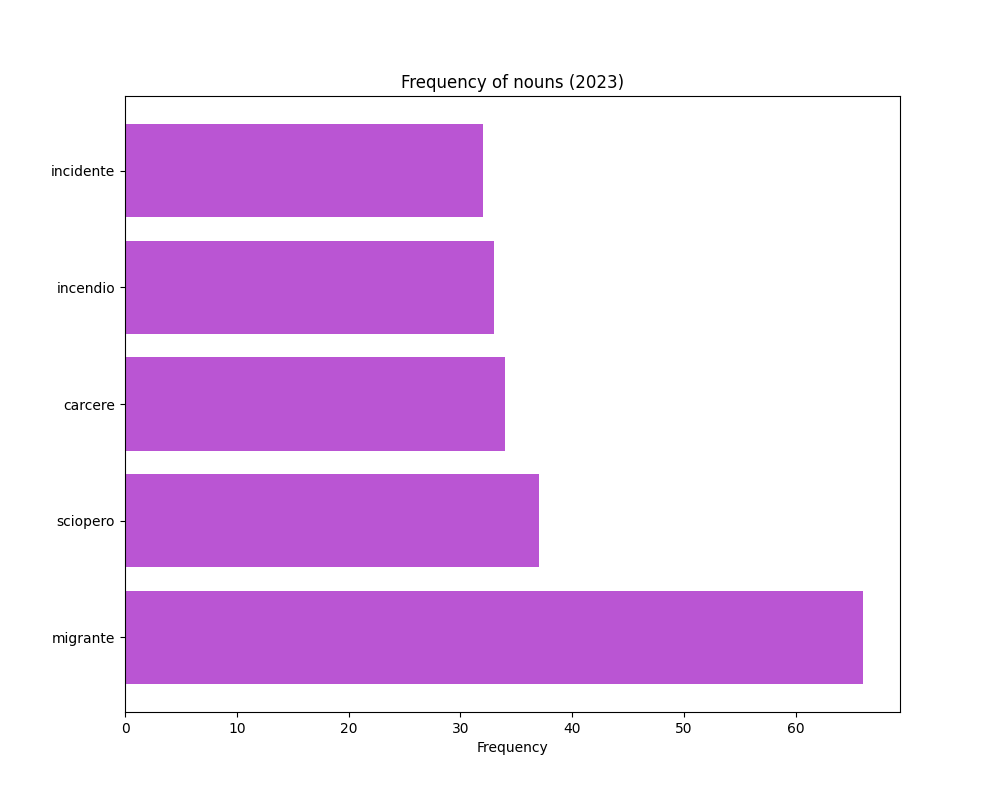 Frequency of nouns (2023)
incidente
incendio
carcere
sciopero
migrante
0 10 20 30 40 50 60
Frequency